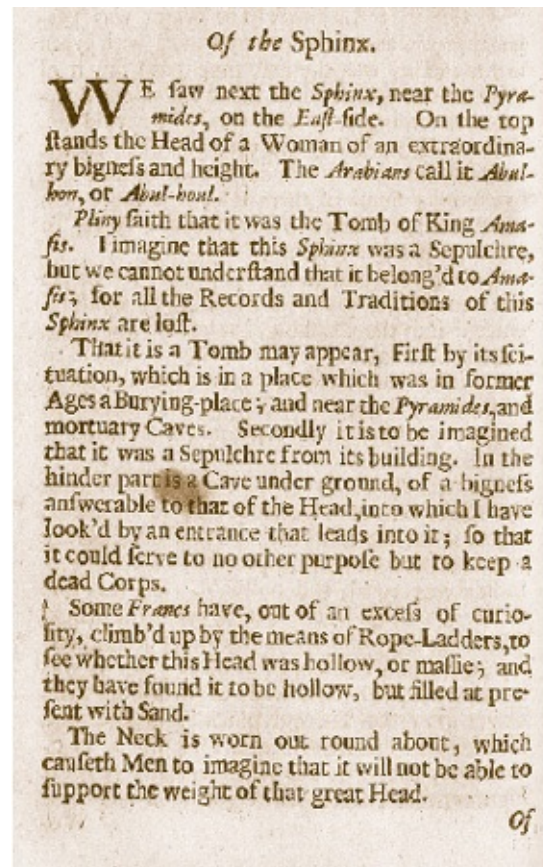 Of the Sphinx.
WE ſaw next the Sphinx, near the Pyra-
mides, on the Eaſt-ſide. On the top
ſtands the Head of a Woman of an extraordina-
ry bigneſs and height. The Arabians call it Abul-
hon, or Abul-houl.
Pliny ſaith that it was the Tomb of King Ama-
ſis. I imagine that this Sphinx was a Sepulchre,
but we cannot underſtand that it belong'd to Ama-
ſis; for all the Records and Traditions of this
Sphinx are loſt.
That it is a Tomb may appear, Firſt by its ſci-
tuation, which is in a place which was in former
Ages a Burying-place; and near the Pyramides, and
mortuary Caves. Secondly it is to be imagined
that it was a Sepulchre from its building. In the
hinder part is a Cave under ground, of a bigneſs
anſwerable to that of the Head, into which I have
look'd by an entrance that leads into it; ſo that
it could ſerve to no other purpoſe but to keep a
dead Corps.
Some Francs have, out of an exceſs of curio-
ſity, climb'd up by the means of Rope-Ladders, to
ſee whether this Head was hollow, or maſſie; and
they have found it to be hollow, but filled at pre-
ſent with Sand.
The Neck is worn out round about, which
cauſeth Men to imagine that it will not be able to
ſupport the weight of that great Head.
Of